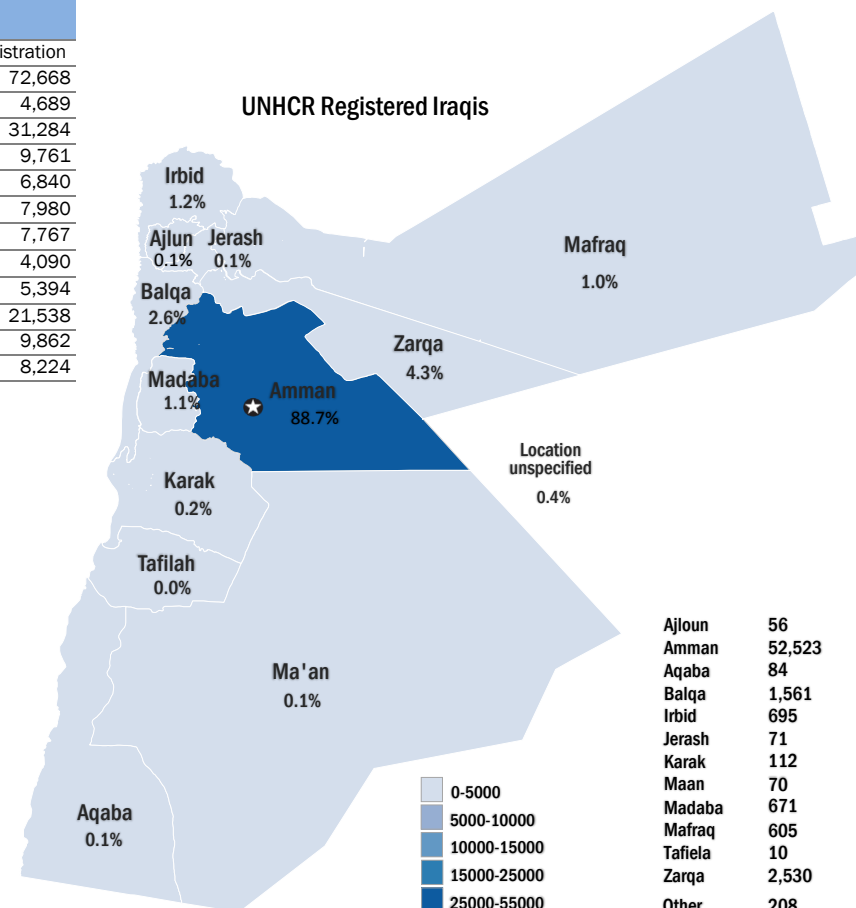 istration
72,668
4,689
31,284
9,761
6,840
7,980
7,767
4,090
5,394
21,538
9,862
8,224
UNHCR Registered Iraqis
Irbid
1.2%
Ajlun
0.1%
Jerash
0.1%
Mafraq
1.0%
Balqa
2.6%
Zarqa
4.3%
Madaba
1.1%
Amman
88.7%
Location
unspecified
0.4%
Karak
0.2%
Tafilah
0.0%
Ma'an
0.1%
Aqaba
0.1%
0-5000
5000-10000
10000-15000
15000-25000
25000-55000
Ajloun 56
Amman 52,523
Aqaba 84
Balqa 1,561
Irbid 695
Jerash 71
Karak 112
Maan 70
Madaba 671
Mafraq 605
Tafiela 10
Zarqa 2,530
Other 208